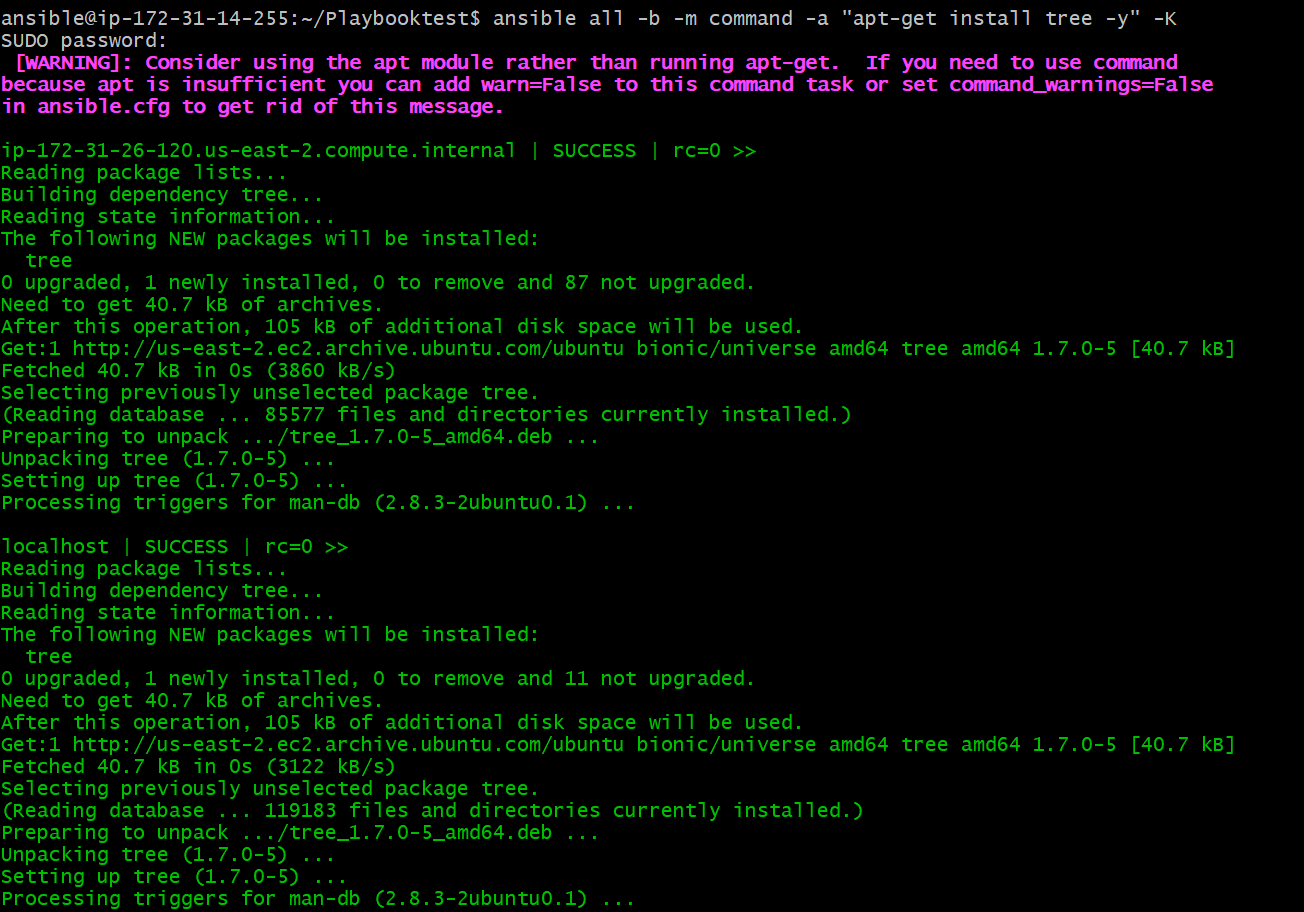 ansible@ip-172-31-14-255:~/Playbooktest$ ansible all -b -m command -a "apt-get install tree -y" -K
SUDO password:
 [WARNING]: Consider using the apt module rather than running apt-get.  If you need to use command
because apt is insufficient you can add warn=False to this command task or set command_warnings=False
in ansible.cfg to get rid of this message.

ip-172-31-26-120.us-east-2.compute.internal | SUCCESS | rc=0 >>
Reading package lists...
Building dependency tree...
Reading state information...
The following NEW packages will be installed:
  tree
0 upgraded, 1 newly installed, 0 to remove and 87 not upgraded.
Need to get 40.7 kB of archives.
After this operation, 105 kB of additional disk space will be used.
Get:1 http://us-east-2.ec2.archive.ubuntu.com/ubuntu bionic/universe amd64 tree amd64 1.7.0-5 [40.7 kB]
Fetched 40.7 kB in 0s (3860 kB/s)
Selecting previously unselected package tree.
(Reading database ... 85577 files and directories currently installed.)
Preparing to unpack .../tree_1.7.0-5_amd64.deb ...
Unpacking tree (1.7.0-5) ...
Setting up tree (1.7.0-5) ...
Processing triggers for man-db (2.8.3-2ubuntu0.1) ...

localhost | SUCCESS | rc=0 >>
Reading package lists...
Building dependency tree...
Reading state information...
The following NEW packages will be installed:
  tree
0 upgraded, 1 newly installed, 0 to remove and 11 not upgraded.
Need to get 40.7 kB of archives.
After this operation, 105 kB of additional disk space will be used.
Get:1 http://us-east-2.ec2.archive.ubuntu.com/ubuntu bionic/universe amd64 tree amd64 1.7.0-5 [40.7 kB]
Fetched 40.7 kB in 0s (3122 kB/s)
Selecting previously unselected package tree.
(Reading database ... 119183 files and directories currently installed.)
Preparing to unpack .../tree_1.7.0-5_amd64.deb ...
Unpacking tree (1.7.0-5) ...
Setting up tree (1.7.0-5) ...
Processing triggers for man-db (2.8.3-2ubuntu0.1) ...